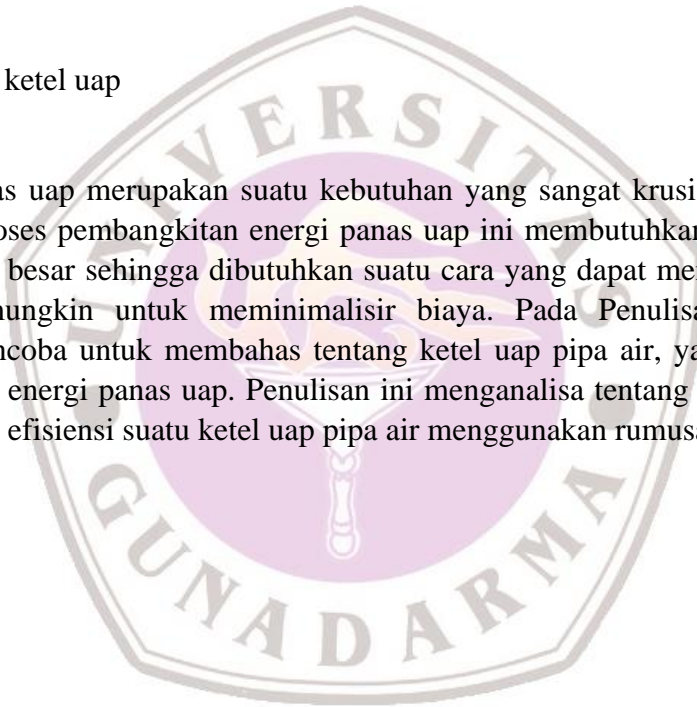 ketel uap
as uap merupakan suatu kebutuhan yang sangat krusi
oses pembangkitan energi panas uap ini membutuhkan
besar sehingga dibutuhkan suatu cara yang dapat me
mungkin untuk meminimalisir biaya. Pada Penulisa
ncoba untuk membahas tentang ketel uap pipa air, ya
energi panas uap. Penulisan ini menganalisa tentang
efisiensi suatu ketel uap pipa air menggunakan rumusa
UNIVERSITAS
GUNADARMA